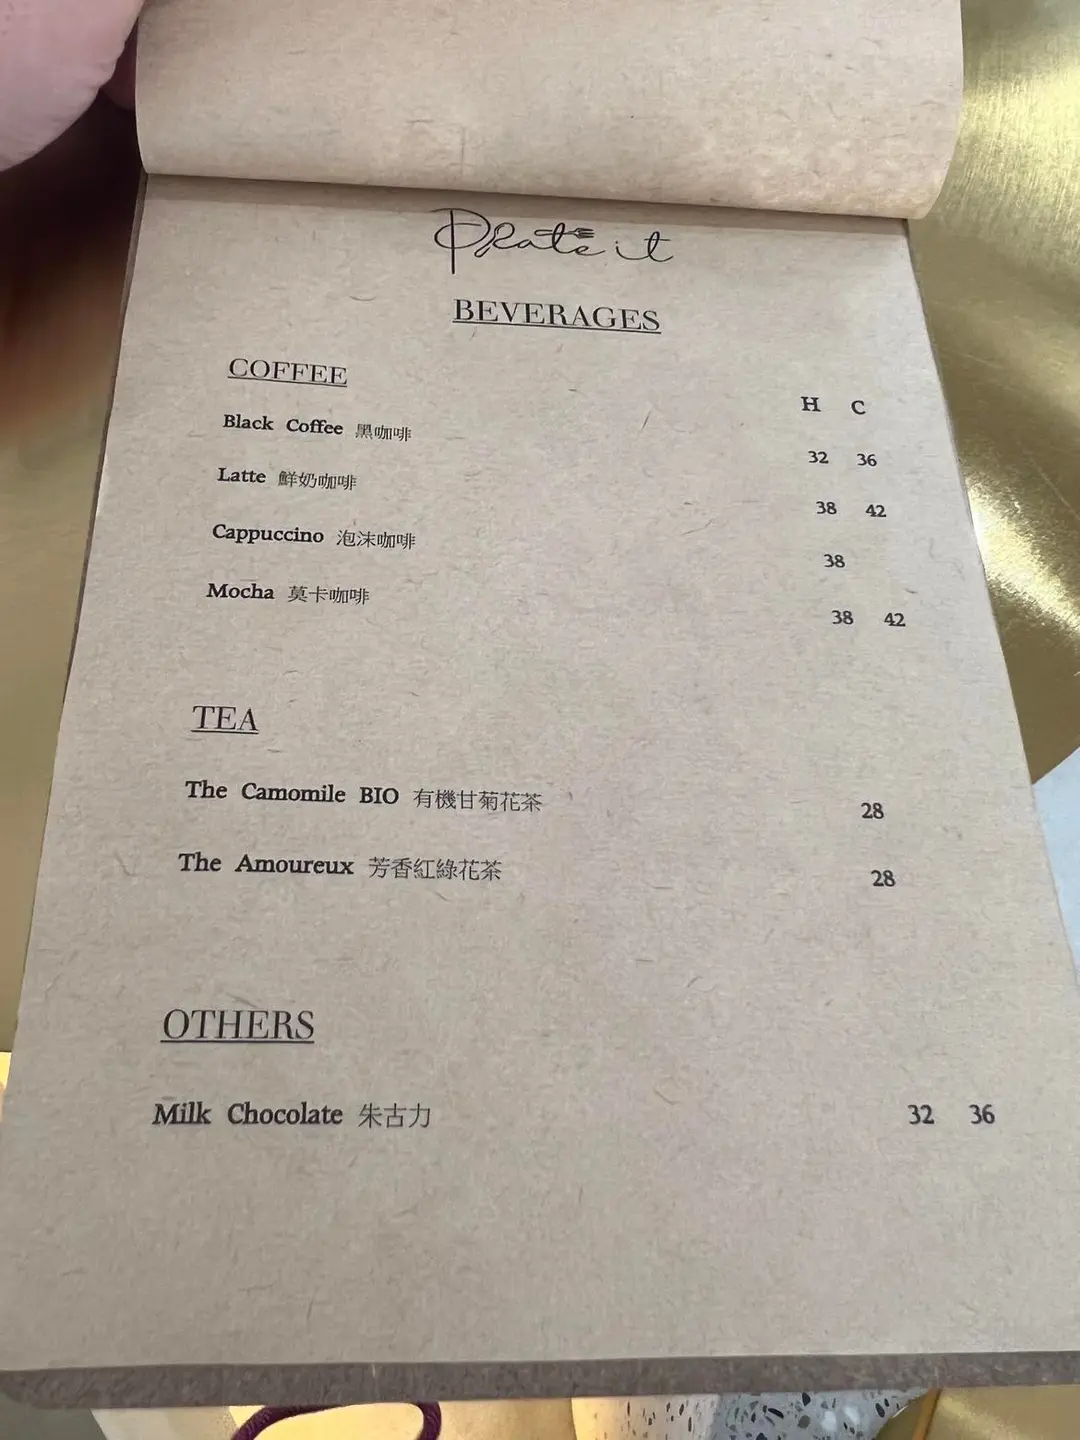 Plate it
BEVERAGES
COFFEE
H C
Black Coffee 黑咖啡 32 36
Latte 鮮奶咖啡 38 42
Cappuccino 泡沫咖啡 38
Mocha 莫卡咖啡 38 42
TEA
The Camomile BIO 有機甘菊花茶 28
The Amoureux 芳香紅綠花茶 28
OTHERS
Milk Chocolate 朱古力 32 36